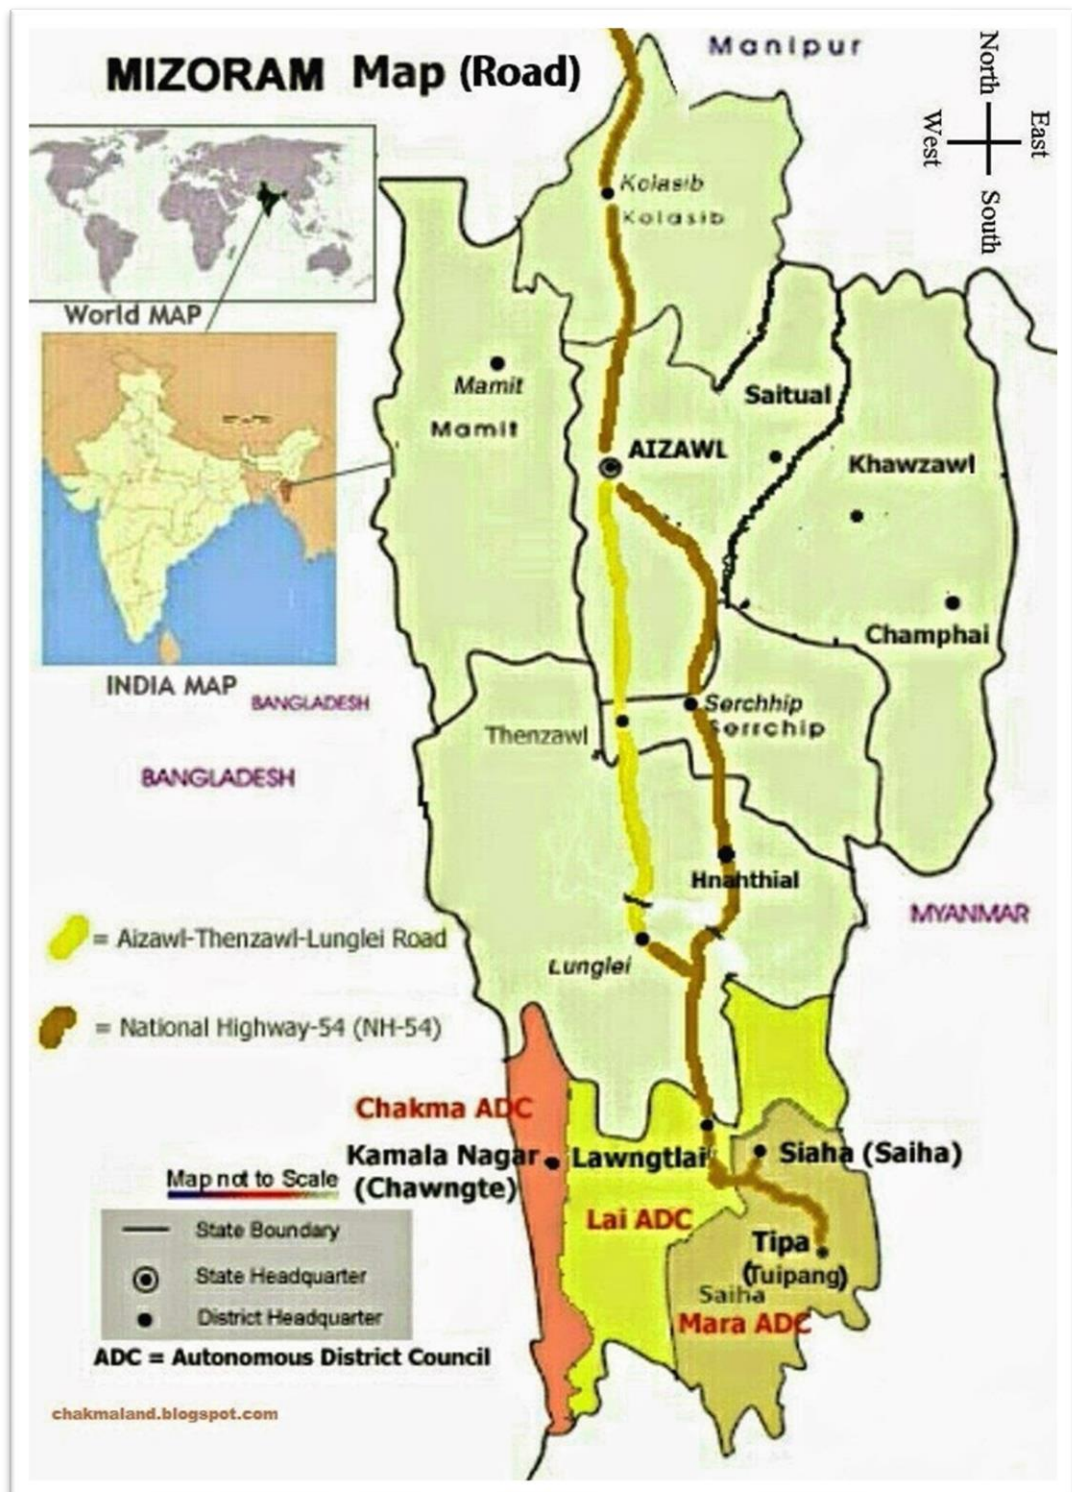 MIZORAM Map (Road)
Manipur
North
West
East
South
Kolasib
Kolasib
World MAP
Mamit
Mamit
Saitual
AIZAWL
Khawzawl
Champhai
INDIA MAP
BANGLADESH
Serchhip
Serrchip
Thenzawl
BANGLADESH
Hnahthial
MYANMAR
= Aizawl-Thenzawl-Lunglei Road
Lunglei
= National Highway-54 (NH-54)
Chakma ADC
Kamala Nagar
(Chawngte)
Lawngtlai
Siaha (Saiha)
Map not to Scale
Lai ADC
State Boundary
Tipa
(Tuipang)
State Headquarter
Saiha
District Headquarter
Mara ADC
ADC = Autonomous District Council
chakmaland.blogspot.com